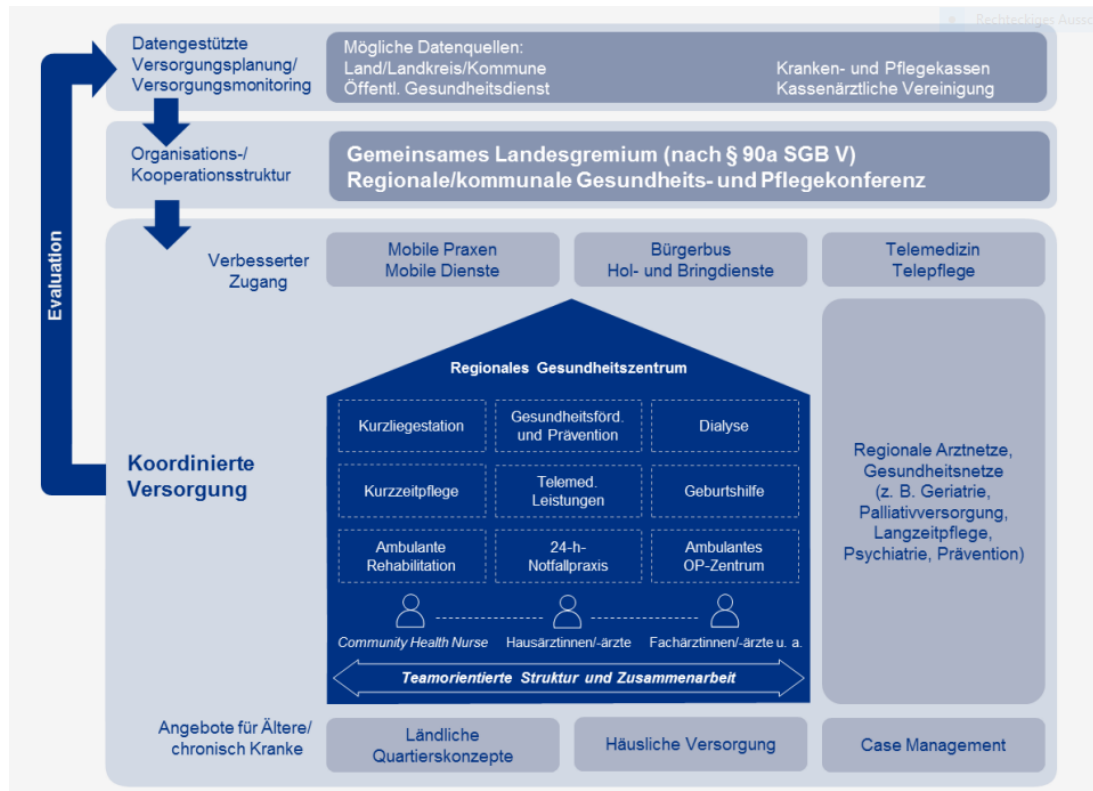 Rechteckiges Aussc
Datengestützte
Versorgungsplanung/
Versorgungsmonitoring
Mögliche Datenquellen:
Land/Landkreis/Kommune
Öffentl. Gesundheitsdienst
Kranken- und Pflegekassen
Kassenärztliche Vereinigung
Organisations-/
Kooperationsstruktur
Gemeinsames Landesgremium (nach § 90a SGB V)
Regionale/kommunale Gesundheits- und Pflegekonferenz
Evaluation
Verbesserter
Zugang
Mobile Praxen
Mobile Dienste
Bürgerbus
Hol- und Bringdienste
Telemedizin
Telepflege
Koordinierte
Versorgung
Regionales Gesundheitszentrum
Kurzliegestation
Gesundheitsförd.
und Prävention
Dialyse
Kurzzeitpflege
Telemed.
Leistungen
Geburtshilfe
Ambulante
Rehabilitation
24-h-
Notfallpraxis
Ambulantes
OP-Zentrum
Community Health Nurse
Hausärztinnen/-ärzte
Fachärztinnen/-ärzte u. a.
Teamorientierte Struktur und Zusammenarbeit
Regionale Arztnetze,
Gesundheitsnetze
(z. B. Geriatrie,
Palliativversorgung,
Langzeitpflege,
Psychiatrie, Prävention)
Angebote für Ältere/
chronisch Kranke
Ländliche
Quartierskonzepte
Häusliche Versorgung
Case Management